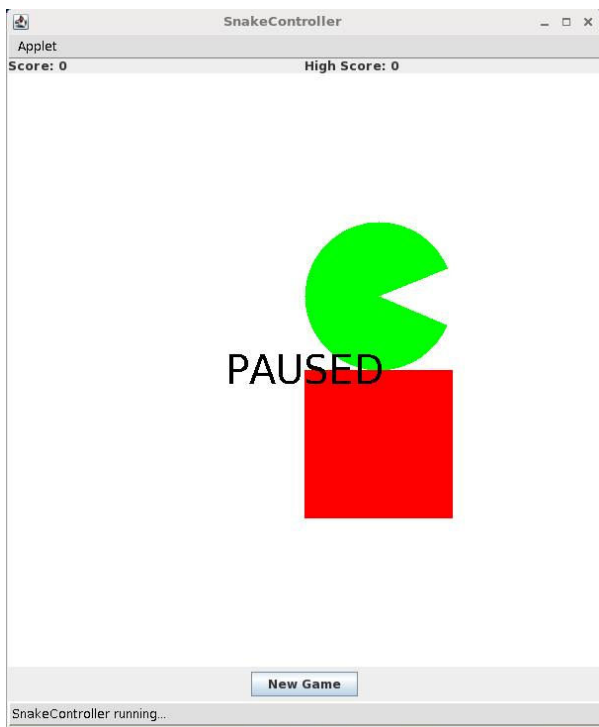 SnakeController
Applet
Score: 0 High Score: 0
PAUSED
New Game
SnakeController running...